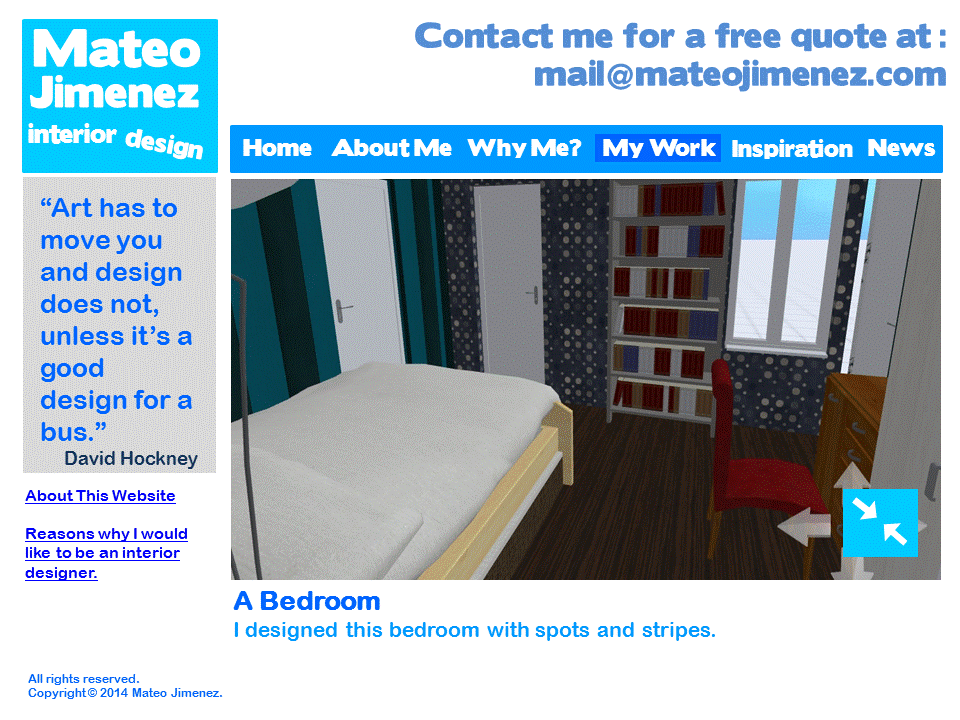 Mateo
Jimenez
interior design
Contact me for a free quote at :
mail@mateojimenez.com
Home About Me Why Me? My Work Inspiration News
“Art has to
move you
and design
does not,
unless it’s a
good
design for a
bus.”
David Hockney
About This Website
Reasons why I would
like to be an interior
designer.
A Bedroom
I designed this bedroom with spots and stripes.
All rights reserved.
Copyright © 2014 Mateo Jimenez.